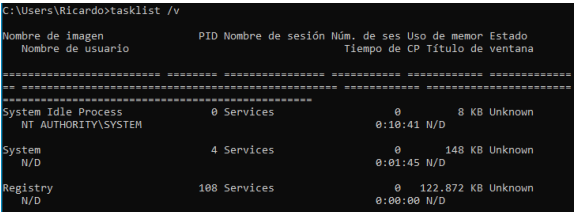 C:\Users\Ricardo>tasklist /v
Nombre de imagen PID Nombre de sesión Núm. de ses Uso de memor Estado
Nombre de usuario Tiempo de CP Título de ventana
========================= ======== ================ =========== ============ =============
== ================================================== ============ =======================
=================================================
System Idle Process 0 Services 0 8 KB Unknown
NT AUTHORITY\SYSTEM 0:10:41 N/D
System 4 Services 0 148 KB Unknown
N/D 0:01:45 N/D
Registry 108 Services 0 122.872 KB Unknown
N/D 0:00:00 N/D